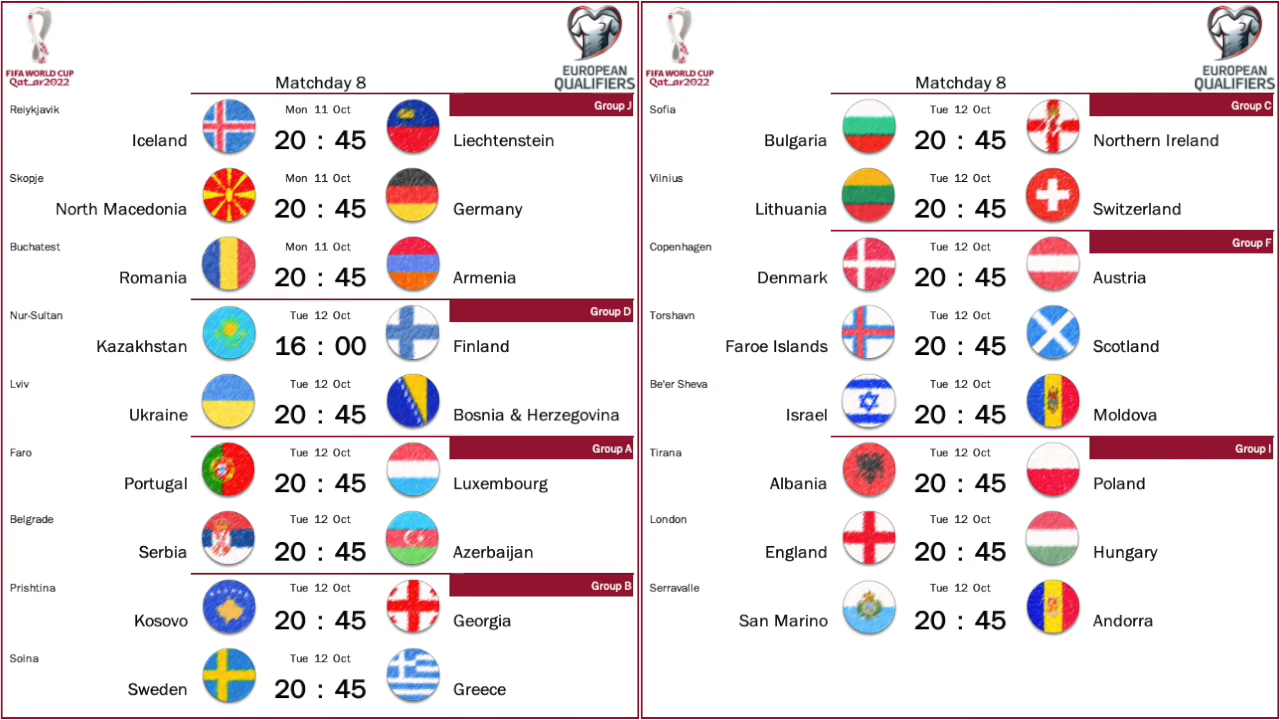 FIFA WORLD CUP
Qatar2022
EUROPEAN
QUALIFIERS
Matchday 8
Group J
Reiykjavik
Mon 11 Oct
Iceland 20 : 45 Liechtenstein
Skopje
Mon 11 Oct
North Macedonia 20 : 45 Germany
Buchatest
Mon 11 Oct
Romania 20 : 45 Armenia
Group D
Nur-Sultan
Tue 12 Oct
Kazakhstan 16 : 00 Finland
Lviv
Tue 12 Oct
Ukraine 20 : 45 Bosnia & Herzegovina
Group A
Faro
Tue 12 Oct
Portugal 20 : 45 Luxembourg
Belgrade
Tue 12 Oct
Serbia 20 : 45 Azerbaijan
Group B
Prishtina
Tue 12 Oct
Kosovo 20 : 45 Georgia
Solna
Tue 12 Oct
Sweden 20 : 45 Greece
FIFA WORLD CUP
Qatar2022
EUROPEAN
QUALIFIERS
Matchday 8
Group C
Sofia
Tue 12 Oct
Bulgaria 20 : 45 Northern Ireland
Vilnius
Tue 12 Oct
Lithuania 20 : 45 Switzerland
Group F
Copenhagen
Tue 12 Oct
Denmark 20 : 45 Austria
Torshavn
Tue 12 Oct
Faroe Islands 20 : 45 Scotland
Be'er Sheva
Tue 12 Oct
Israel 20 : 45 Moldova
Group I
Tirana
Tue 12 Oct
Albania 20 : 45 Poland
London
Tue 12 Oct
England 20 : 45 Hungary
Serravalle
Tue 12 Oct
San Marino 20 : 45 Andorra